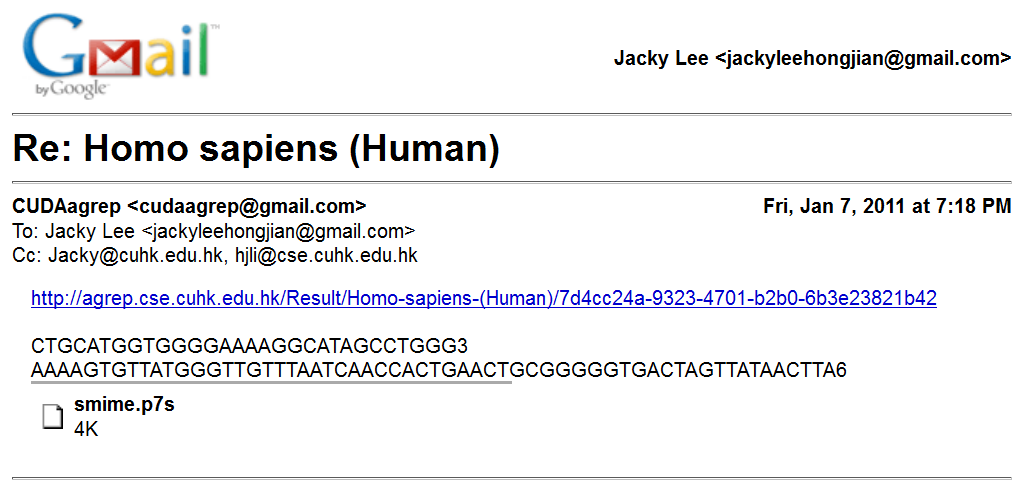 Gmail™
by Google™
Jacky Lee <jackyleehongjian@gmail.com>
Re: Homo sapiens (Human)
CUDAagrep <cudaagrep@gmail.com>
Fri, Jan 7, 2011 at 7:18 PM
To: Jacky Lee <jackyleehongjian@gmail.com>
Cc: Jacky@cuhk.edu.hk, hjli@cse.cuhk.edu.hk
http://agrep.cse.cuhk.edu.hk/Result/Homo-sapiens-(Human)/7d4cc24a-9323-4701-b2b0-6b3e23821b42
CTGCATGGTGGGGAAAAGGCATAGCCTGGG3
AAAAGTGTTATGGGTTGTTTAATCAACCACTGAACTGCGGGGGTGACTAGTTATAACTTA6
smime.p7s
4K